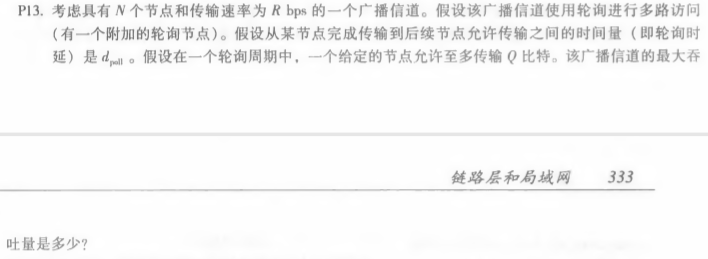 P13. 考虑具有 N 个节点和传输速率为 R bps 的一个广播信道。假设该广播信道使用轮询进行多路访问
（有一个附加的轮询节点）。假设从某节点完成传输到后续节点允许传输之间的时间量（即轮询时
延）是 dpoll 。假设在一个轮询周期中，一个给定的节点允许至多传输 Q 比特。该广播信道的最大吞
链路层和局域网 333
吐量是多少?